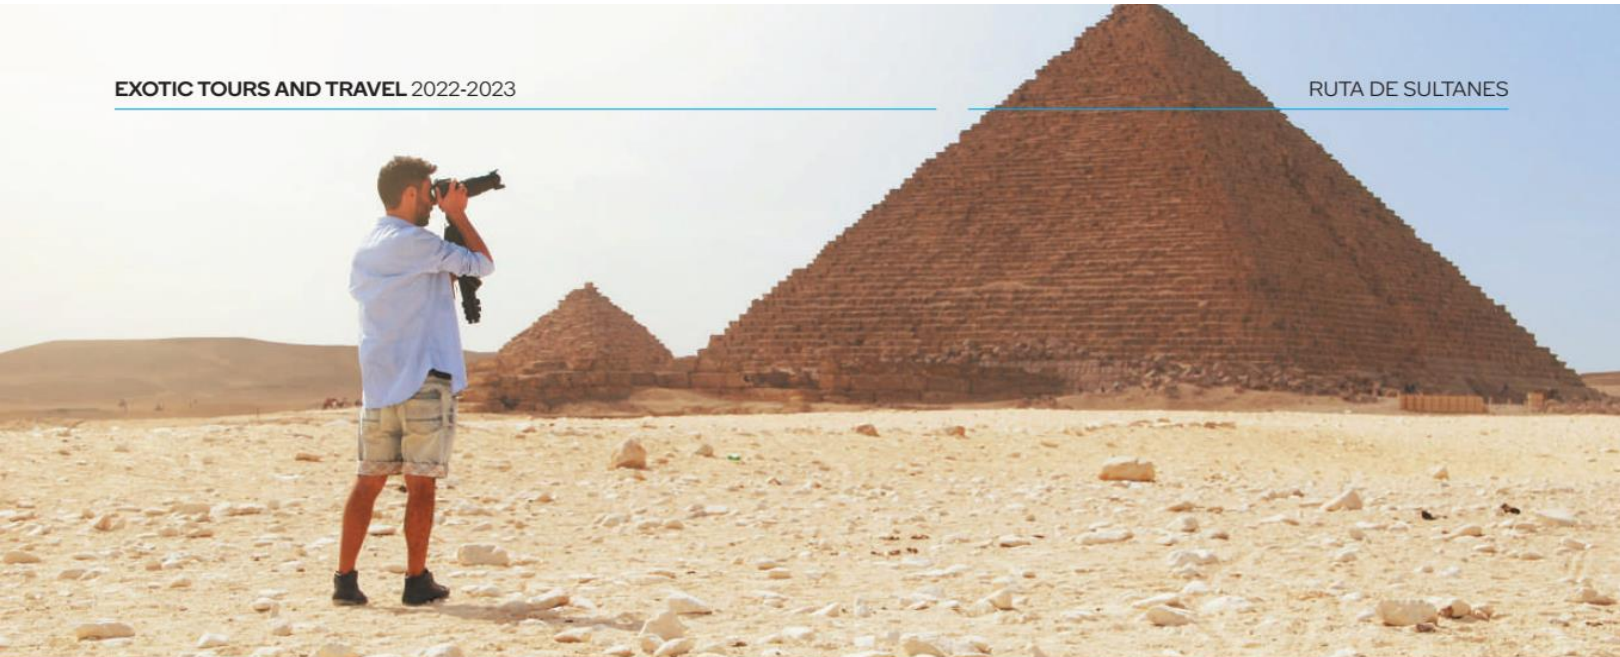 EXOTIC TOURS AND TRAVEL 2022-2023
RUTA DE SULTANES